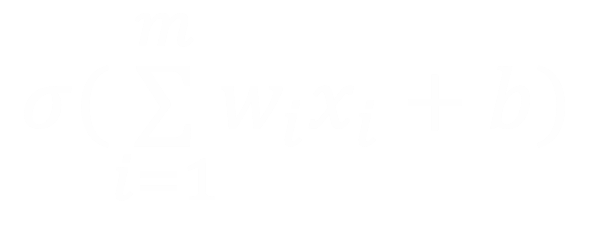 σ(∑_{i=1}^{m} w_i x_i + b)